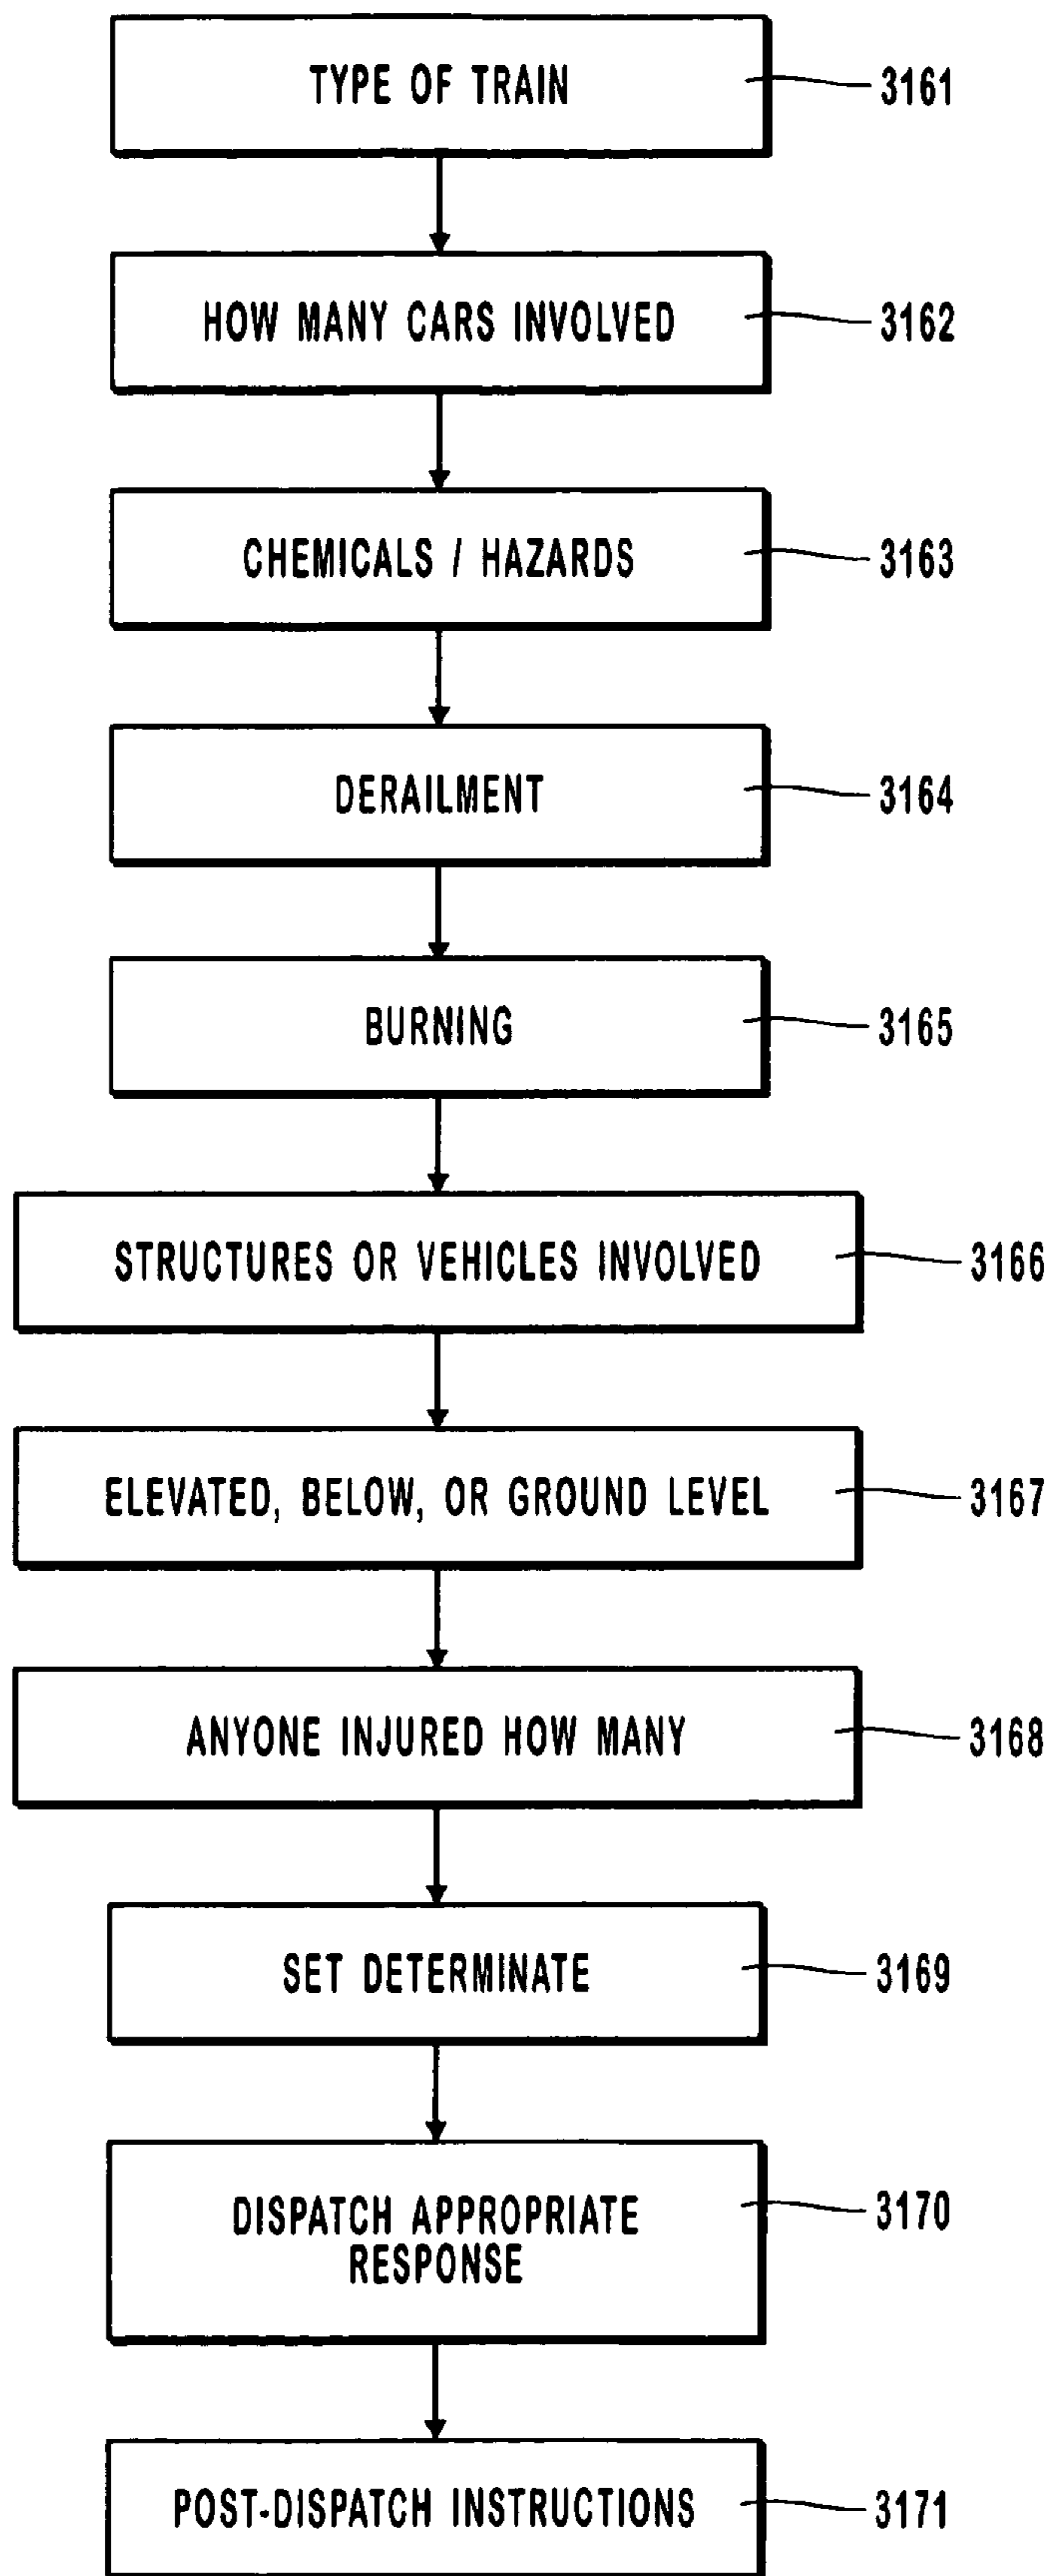 TYPE OF TRAIN 3161
HOW MANY CARS INVOLVED 3162
CHEMICALS / HAZARDS 3163
DERAILMENT 3164
BURNING 3165
STRUCTURES OR VEHICLES INVOLVED 3166
ELEVATED, BELOW, OR GROUND LEVEL 3167
ANYONE INJURED HOW MANY 3168
SET DETERMINATE 3169
DISPATCH APPROPRIATE 3170
RESPONSE
POST-DISPATCH INSTRUCTIONS 3171